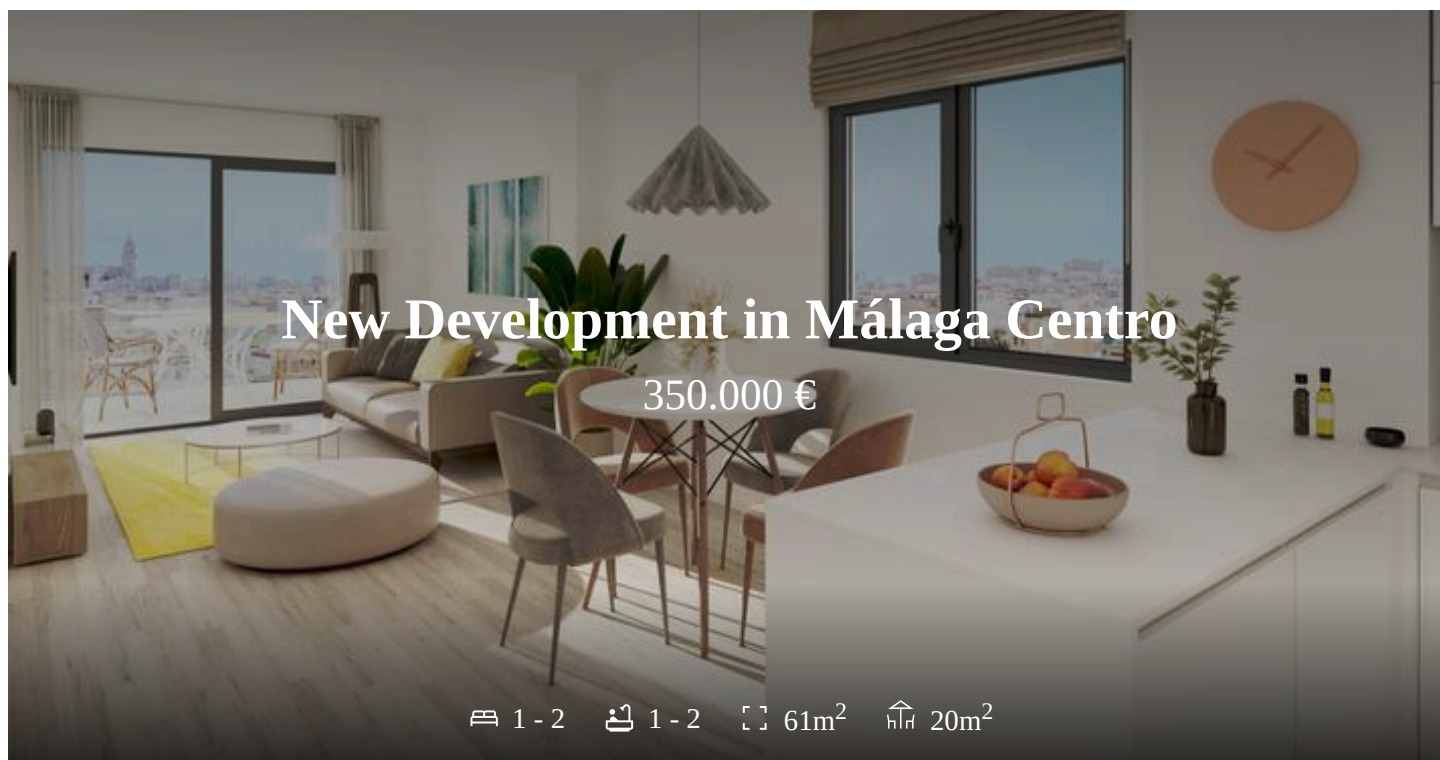 New Development in Málaga Centro
350.000 €
1 - 2 1 - 2 61m² 20m²